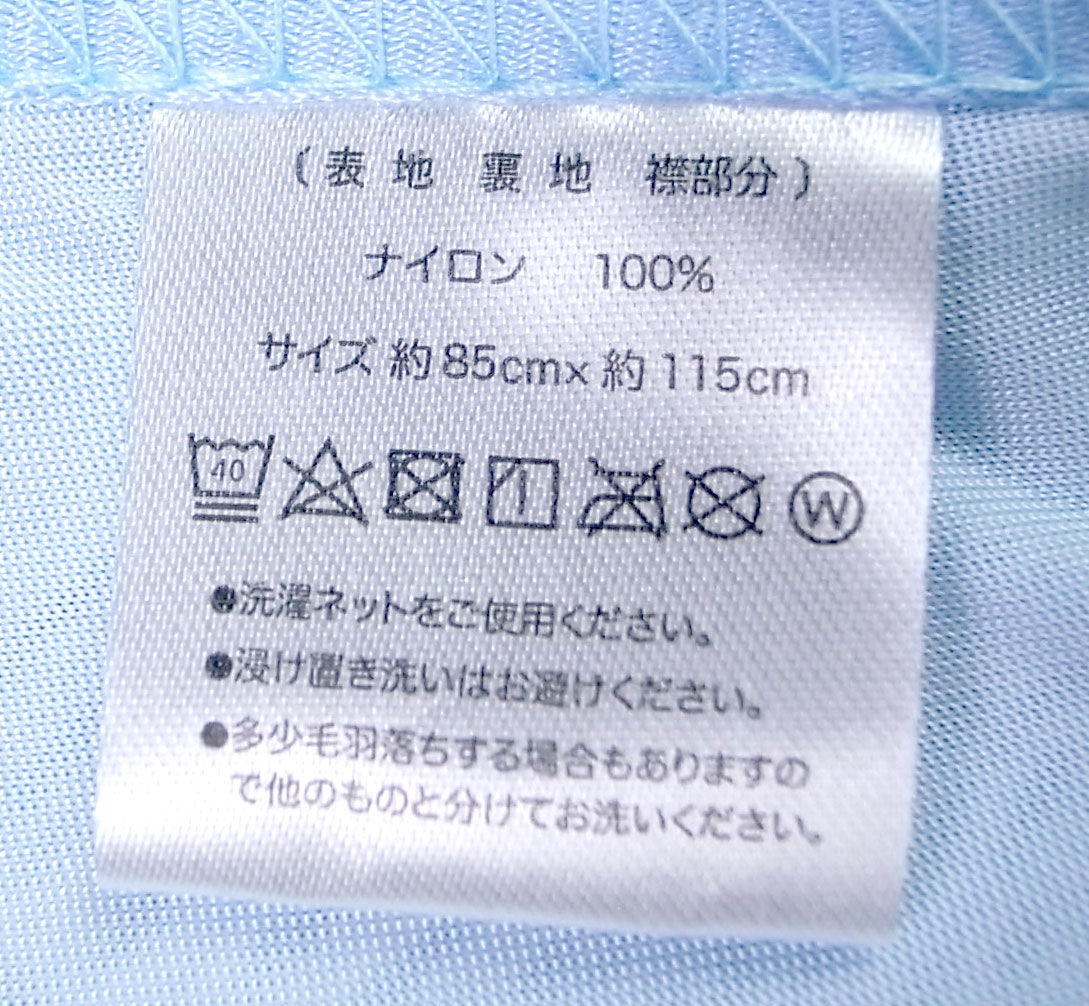 (表地 裏地 襟部分)
ナイロン 100%
サイズ 約85cm×約115cm
40
W
●洗濯ネットをご使用ください。
●浸け置き洗いはお避けください。
●多少毛羽落ちする場合もありますの
で他のものと分けてお洗いください。